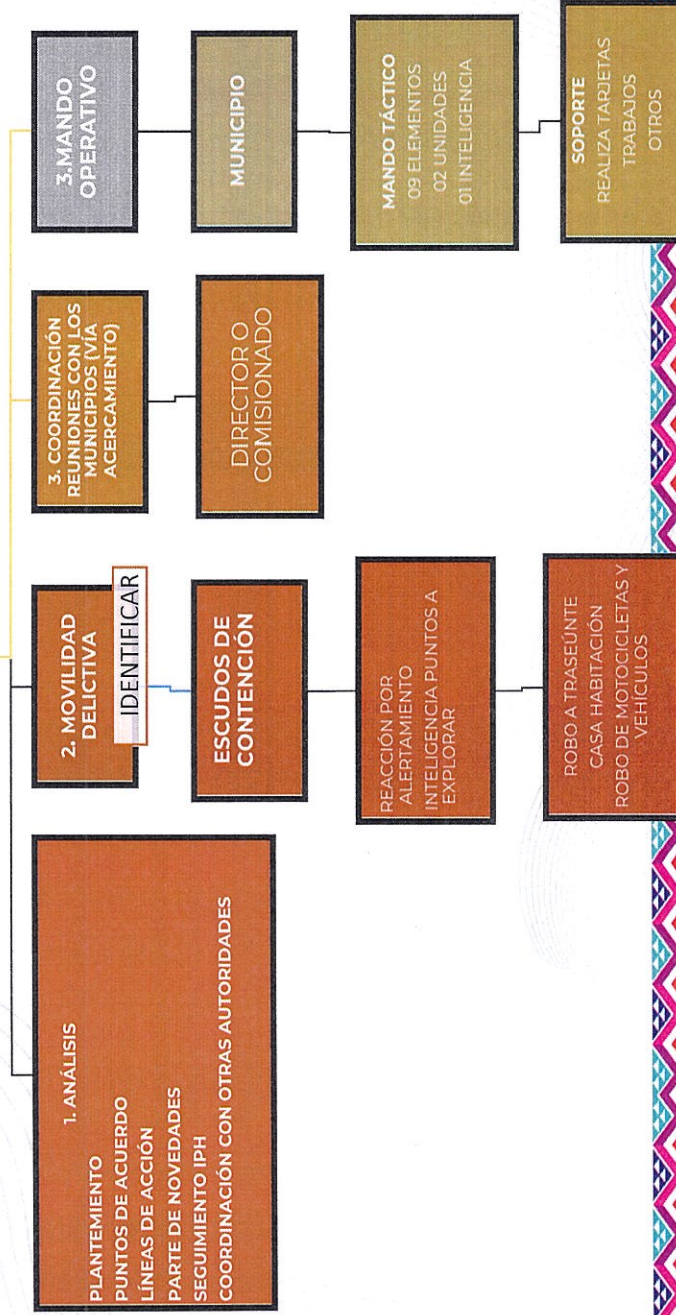 1. ANÁLISIS
PLANTEMIENTO
PUNTOS DE ACUERDO
LÍNEAS DE ACCIÓN
PARTE DE NOVEDADES
SEGUIMIENTO IPH
COORDINACIÓN CON OTRAS AUTORIDADES
2. MOVILIDAD
DELICTIVA
IDENTIFICAR
ESCUDOS DE
CONTENCIÓN
REACCIÓN POR
ALERTAMIENTO
INTELIGENCIA PUNTOS A
EXPLORAR
ROBO A TRASEÚNTE
CASA HABITACIÓN
ROBO DE MOTOCICLETAS Y
VEHÍCULOS
3. COORDINACIÓN
REUNIONES CON LOS
MUNICIPIOS (VÍA
ACERCAMIENTO)
DIRECTOR O
COMISIONADO
3.MANDO
OPERATIVO
MUNICIPIO
MANDO TÁCTICO
09 ELEMENTOS
02 UNIDADES
01 INTELIGENCIA
SOPORTE
REALIZA TARJETAS
TRABAJOS
OTROS